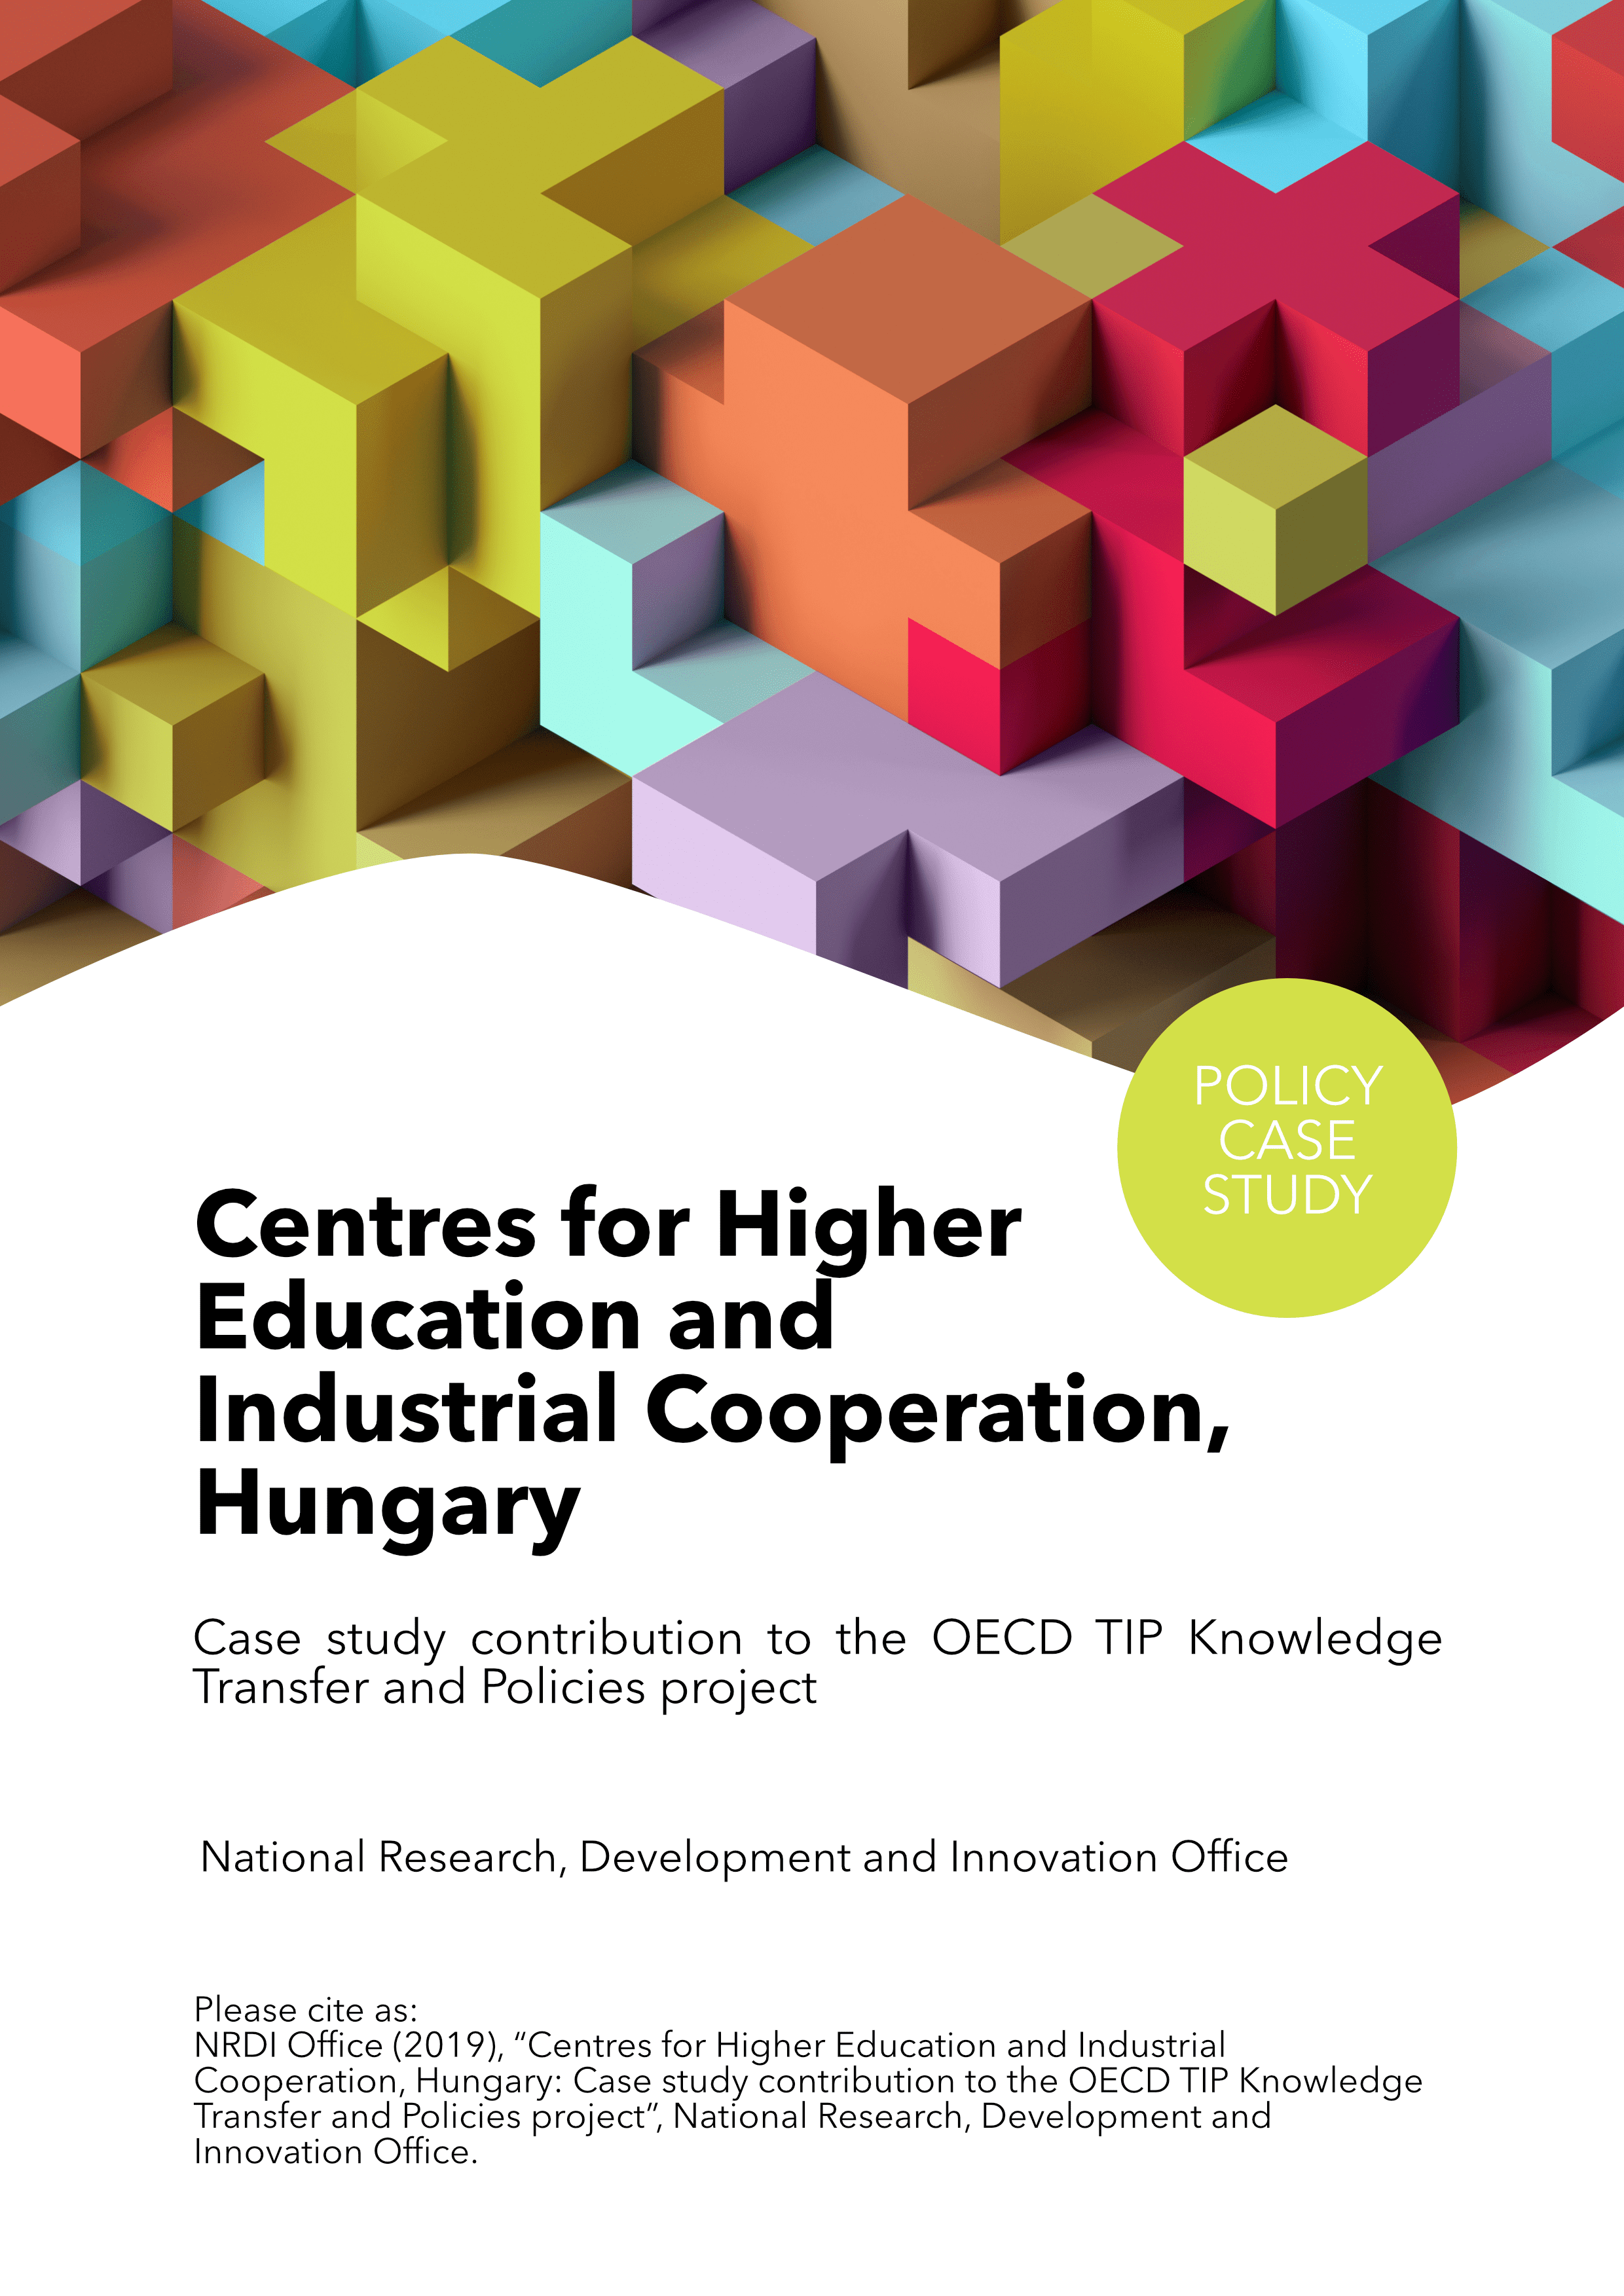 POLICY
CASE
STUDY
Centres for Higher
Education and
Industrial Cooperation,
Hungary
Case study contribution to the OECD TIP Knowledge
Transfer and Policies project
National Research, Development and Innovation Office
Please cite as:
NRDI Office (2019), “Centres for Higher Education and Industrial
Cooperation, Hungary: Case study contribution to the OECD TIP Knowledge
Transfer and Policies project”, National Research, Development and
Innovation Office.